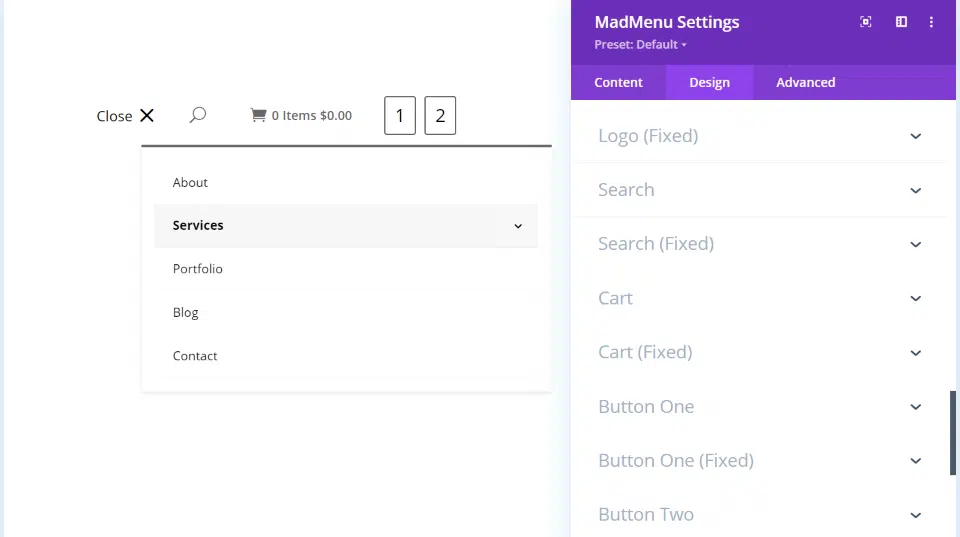 MadMenu Settings
Preset: Default
Content Design Advanced
Close 0 Items $0.00 1 2
About
Services
Portfolio
Blog
Contact
Logo (Fixed)
Search
Search (Fixed)
Cart
Cart (Fixed)
Button One
Button One (Fixed)
Button Two